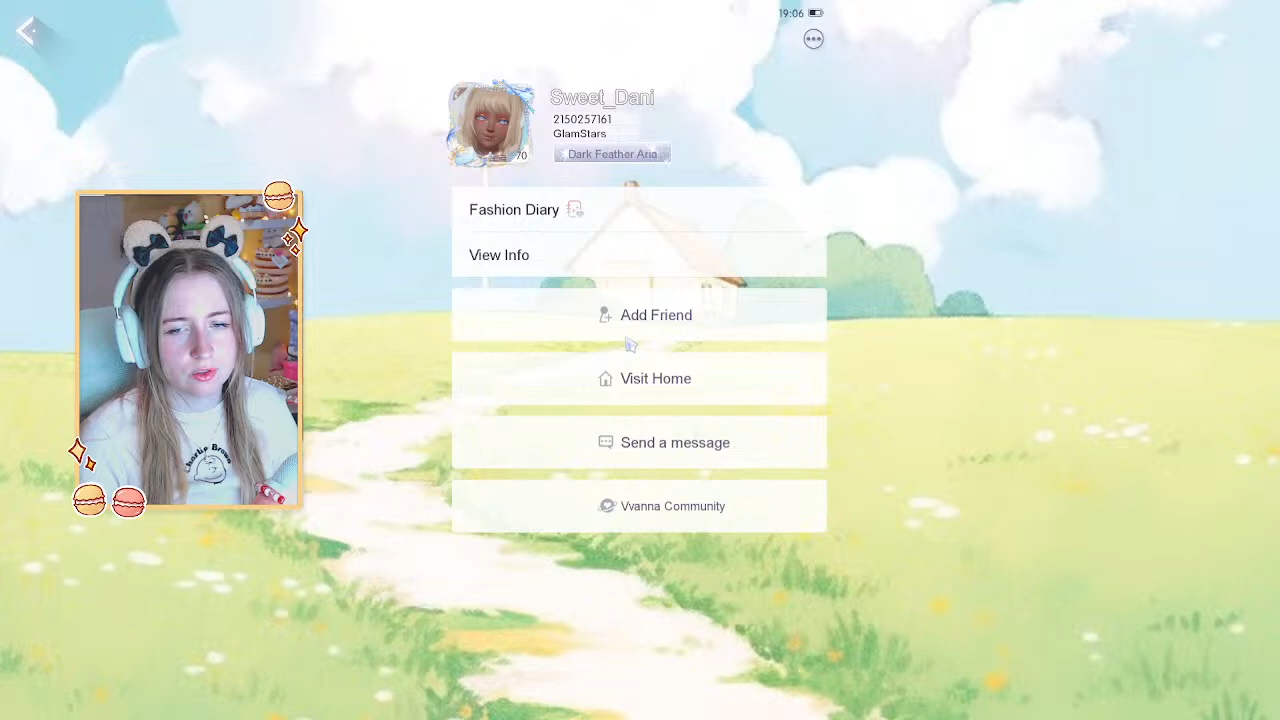 19:06
Sweet_Dani
2150257161
GlamStars
70
Dark Feather Aria
Fashion Diary
View Info
Add Friend
Visit Home
Send a message
Vvanna Community
Charlie Brown